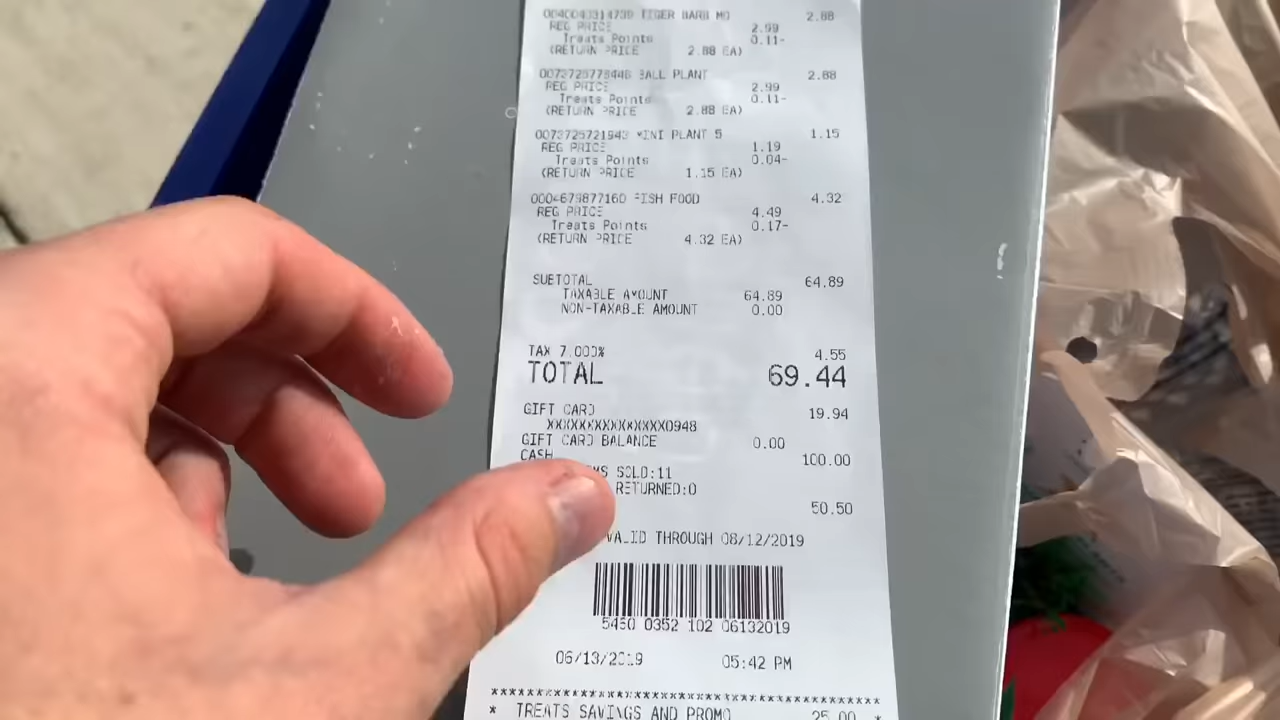 004004331473 TIGER BARB MO 2.88
REG PRICE 2.99
Treats Points 0.11-
(RETURN PRICE 2.88 EA)
BALL PLANT 2.88
REG PRICE 2.99
Treats Points 0.11-
(RETURN PRICE 2.88 EA)
MINI PLANT 5 1.15
REG PRICE 1.19
Treats Points 0.04-
(RETURN PRICE 1.15 EA)
FISH FOOD 4.32
REG PRICE 4.49
Treats Points 0.17-
(RETURN PRICE 4.32 EA)
SUBTOTAL 64.89
TAXABLE AMOUNT 64.89
NON-TAXABLE AMOUNT 0.00
TAX 7.000% 4.55
TOTAL 69.44
GIFT CARD 19.94
XXXXXXXXXXXXXXX0948
GIFT CARD BALANCE 0.00
CASH 100.00
SOLD:11
RETURNED:0
50.50
VALID THROUGH 08/12/2019
5450 0352 102 06132019
06/13/2019 05:42 PM
***********************************
* TREATS SAVINGS AND PROMO 25.00 *